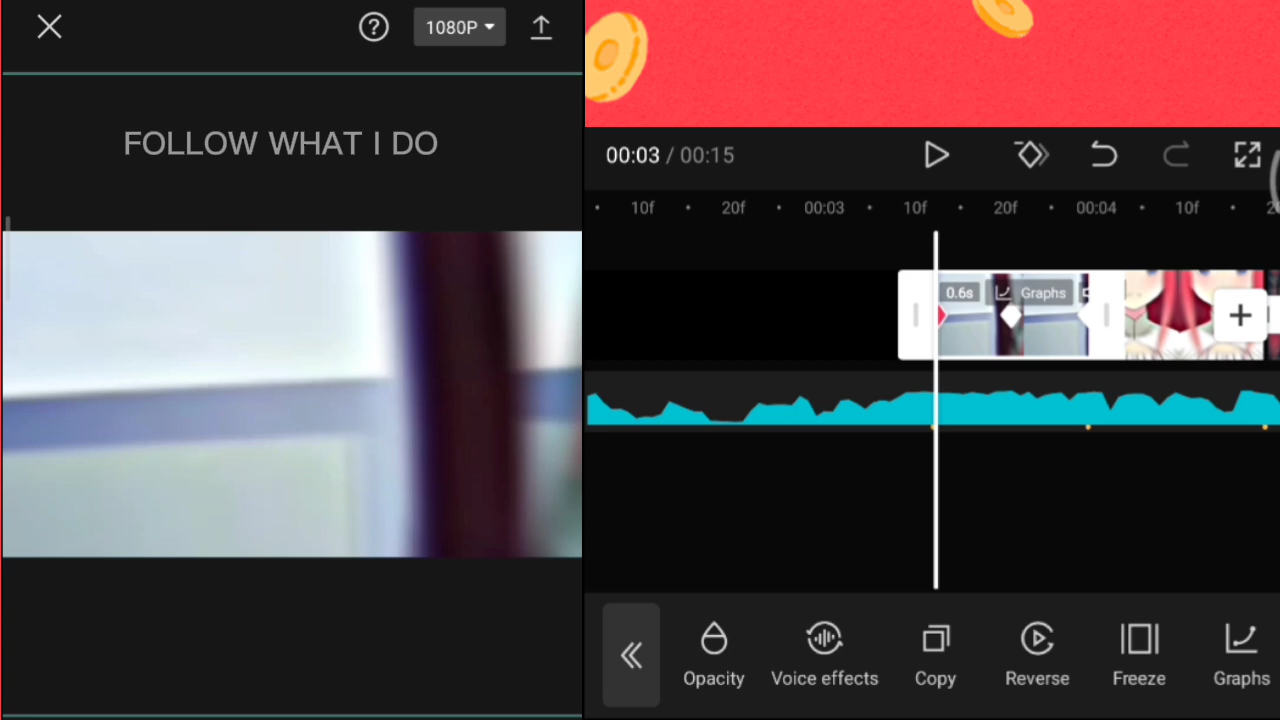 1080P
FOLLOW WHAT I DO
00:03 / 00:15
10f 20f 00:03 10f 20f 00:04 10f
0.6s Graphs
Opacity Voice effects Copy Reverse Freeze Graphs